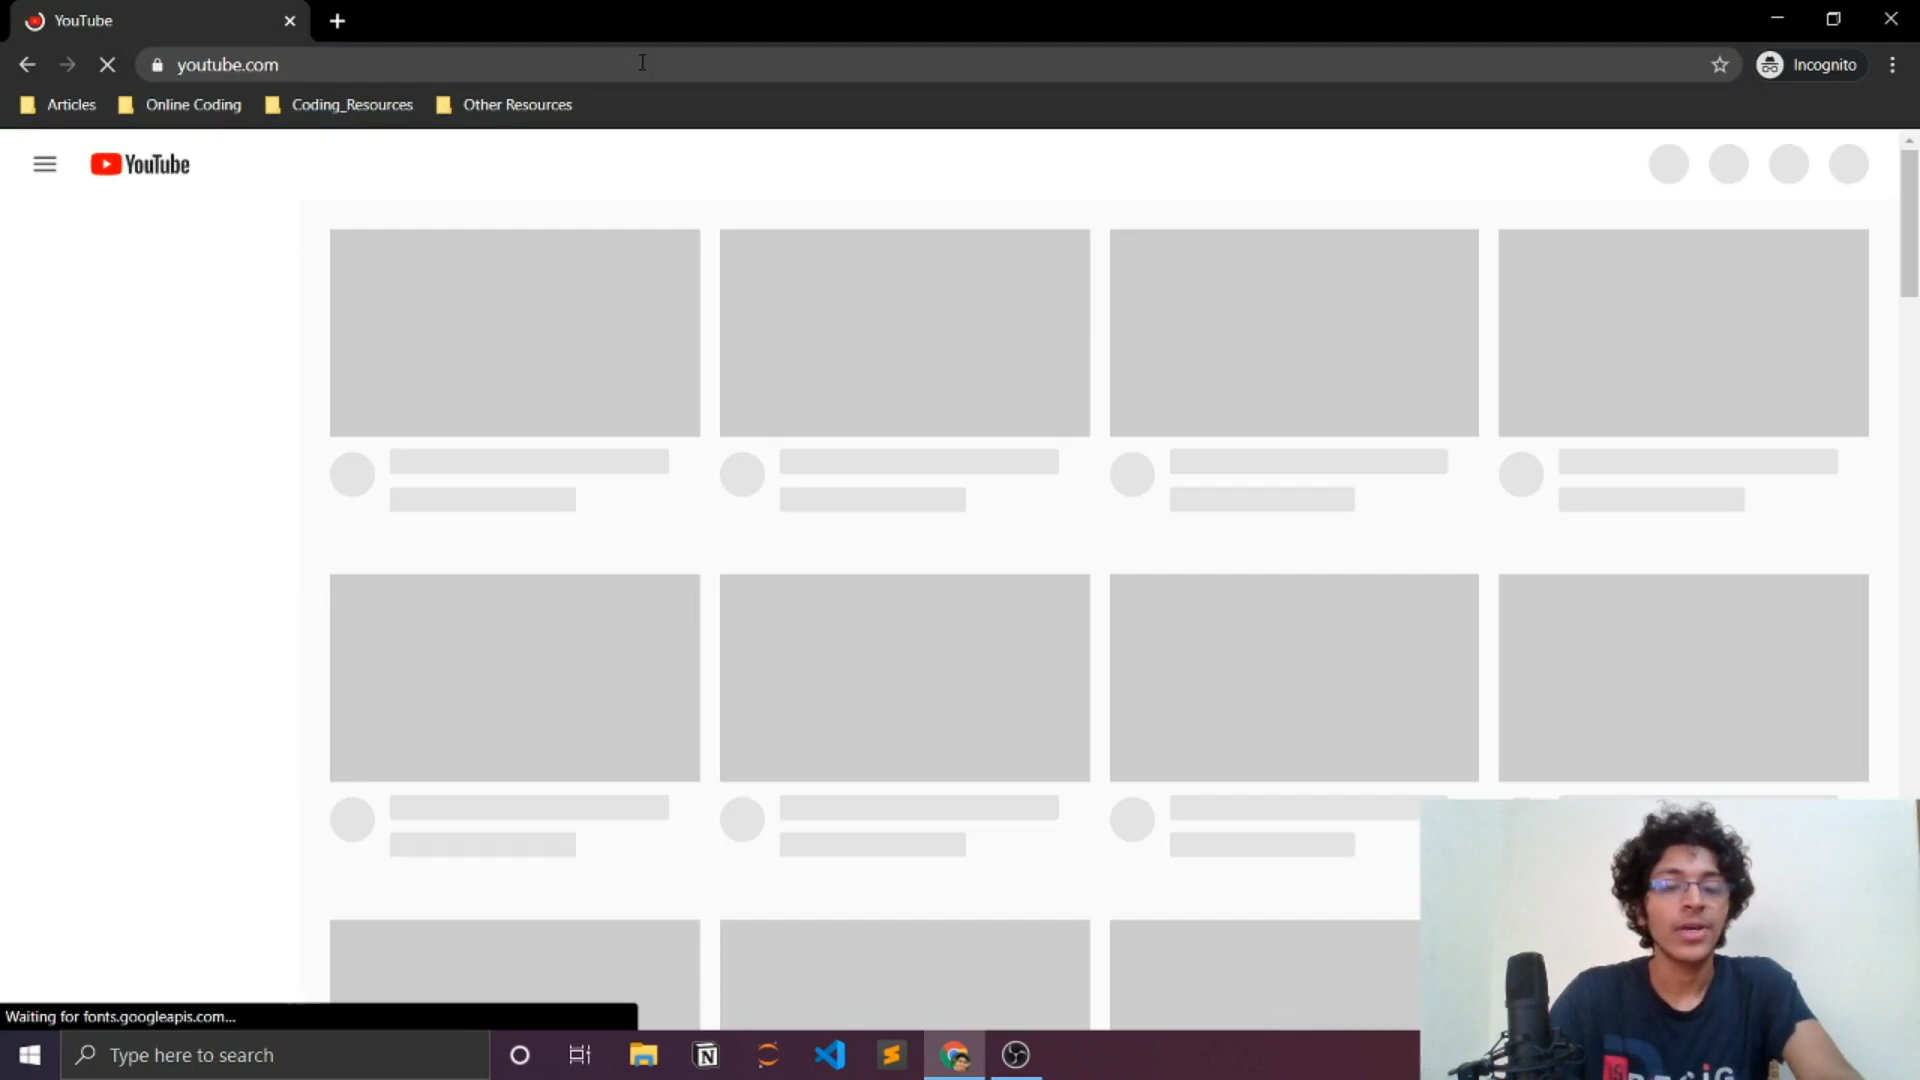 YouTube
youtube.com
Incognito
Articles
Online Coding
Coding_Resources
Other Resources
YouTube
Waiting for fonts.googleapis.com...
Type here to search